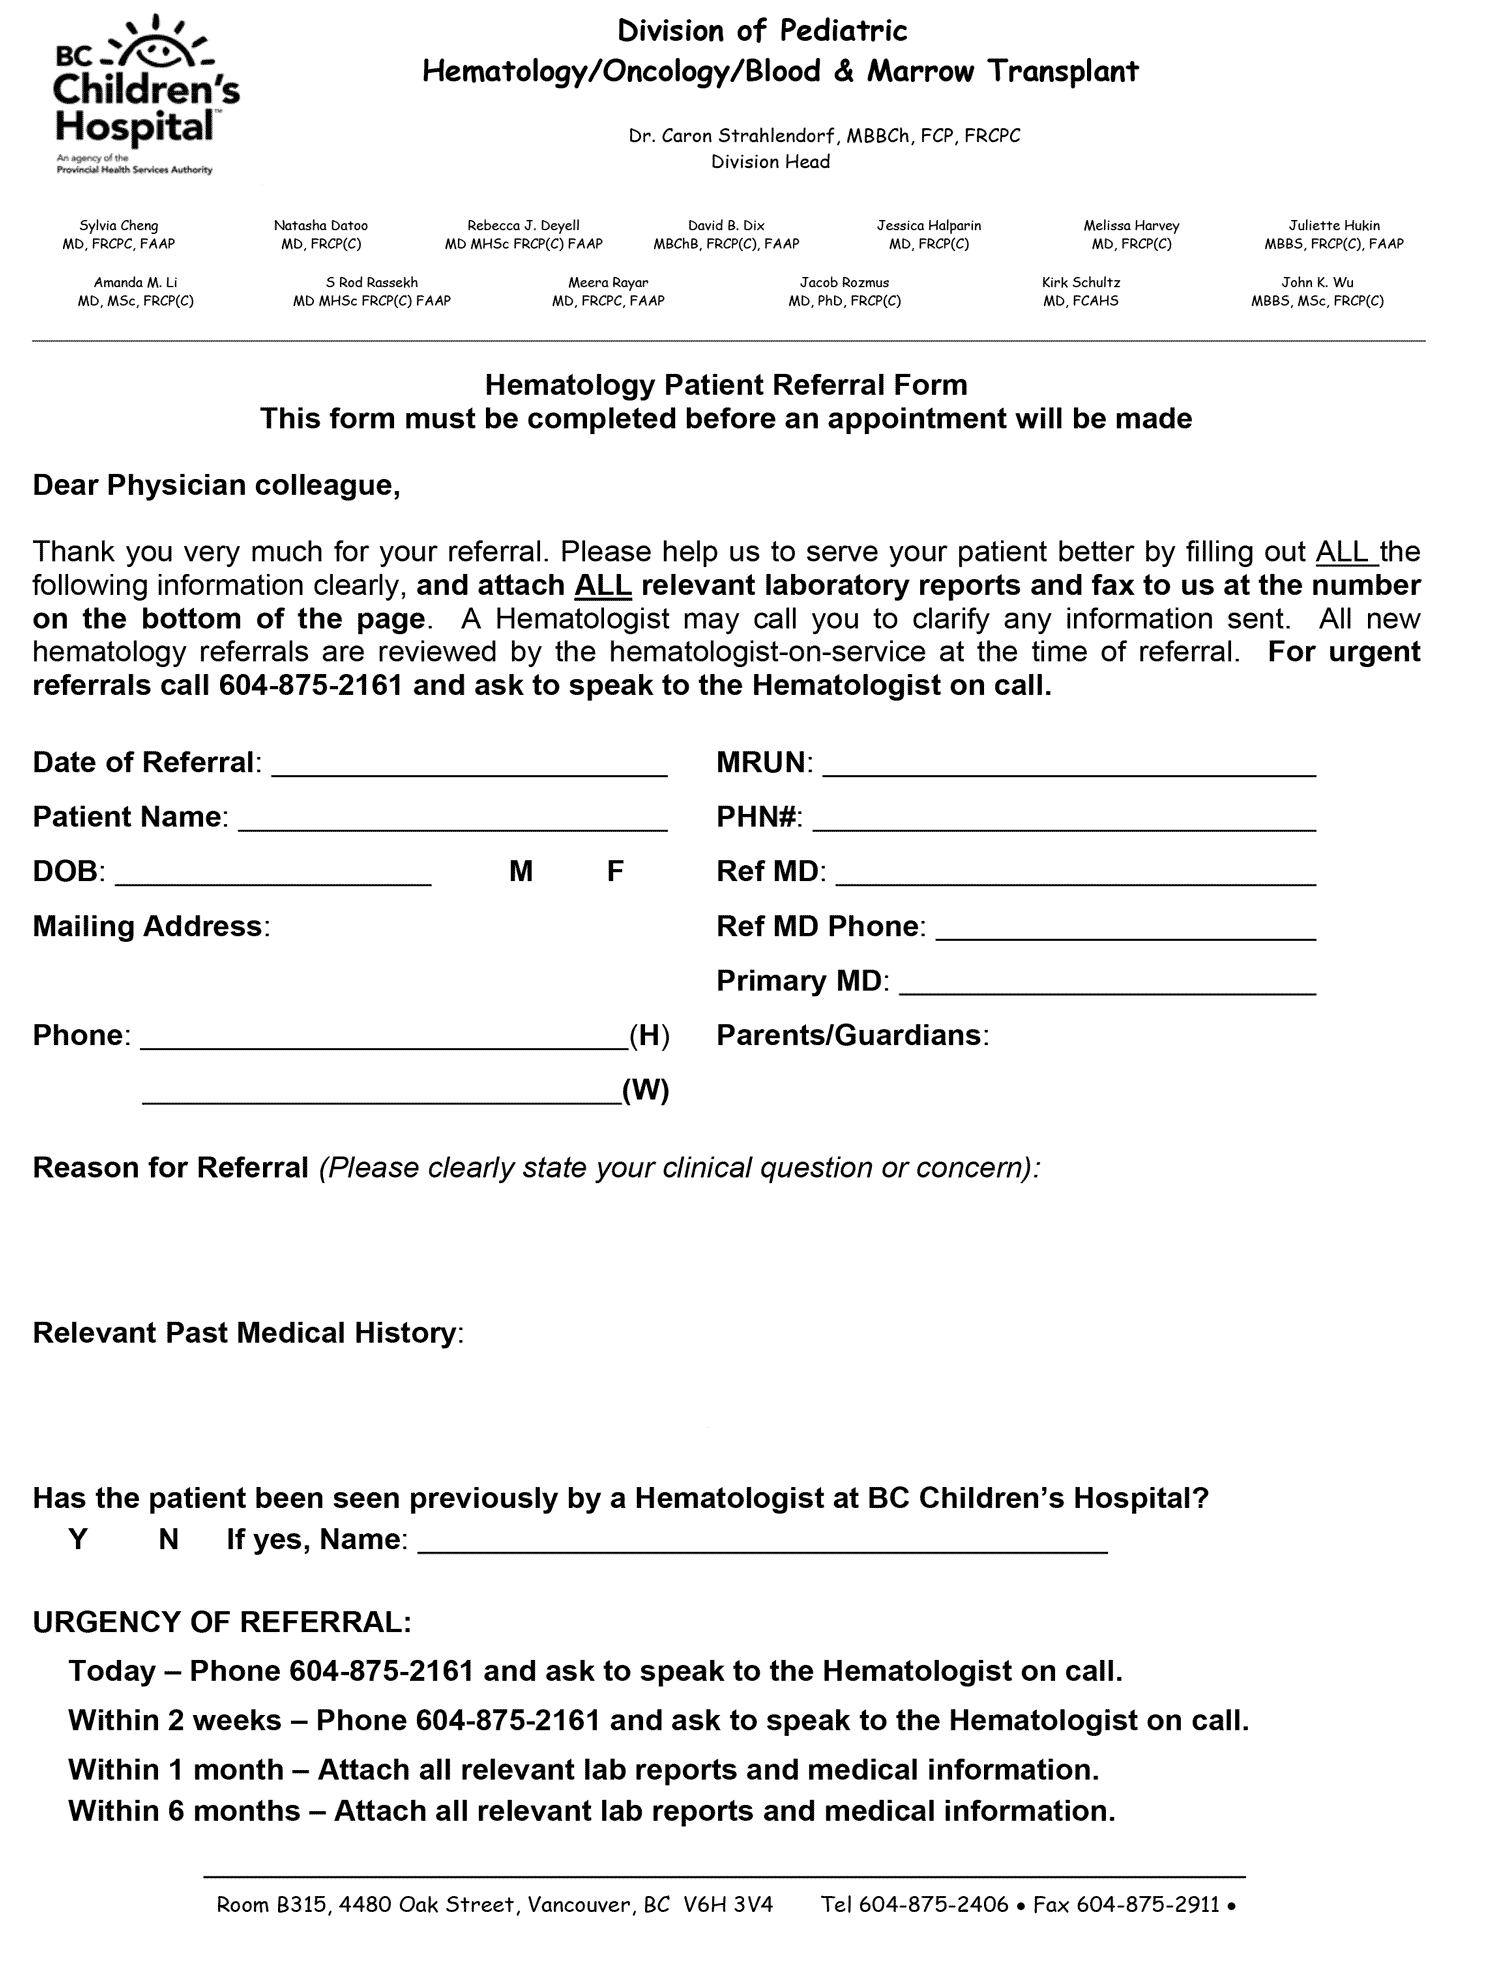 BC
Children's
Hospital™
An agency of the
Provincial Health Services Authority
Division of Pediatric
Hematology/Oncology/Blood & Marrow Transplant
Dr. Caron Strahlendorf, MBBCh, FCP, FRCPC
Division Head
Sylvia Cheng Natasha Datoo Rebecca J. Deyell David B. Dix Jessica Halparin Melissa Harvey Juliette Hukin
MD, FRCPC, FAAP MD, FRCP(C) MD MHSc FRCP(C) FAAP MBChB, FRCP(C), FAAP MD, FRCP(C) MD, FRCP(C) MBBS, FRCP(C), FAAP
Amanda M. Li S Rod Rassekh Meera Rayar Jacob Rozmus Kirk Schultz John K. Wu
MD, MSc, FRCP(C) MD MHSc FRCP(C) FAAP MD, FRCPC, FAAP MD, PhD, FRCP(C) MD, FCAHS MBBS, MSc, FRCP(C)
Hematology Patient Referral Form
This form must be completed before an appointment will be made
Dear Physician colleague,
Thank you very much for your referral. Please help us to serve your patient better by filling out ALL the
following information clearly, and attach ALL relevant laboratory reports and fax to us at the number
on the bottom of the page. A Hematologist may call you to clarify any information sent. All new
hematology referrals are reviewed by the hematologist-on-service at the time of referral. For urgent
referrals call 604-875-2161 and ask to speak to the Hematologist on call.
Date of Referral: ________________________ MRUN: ______________________________
Patient Name: __________________________ PHN#: ______________________________
DOB: ___________________ M F Ref MD: _____________________________
Mailing Address: Ref MD Phone: _______________________
Primary MD: _________________________
Phone: _____________________________(H) Parents/Guardians:
_____________________________(W)
Reason for Referral (Please clearly state your clinical question or concern):
Relevant Past Medical History:
Has the patient been seen previously by a Hematologist at BC Children’s Hospital?
Y N If yes, Name: __________________________________________
URGENCY OF REFERRAL:
Today – Phone 604-875-2161 and ask to speak to the Hematologist on call.
Within 2 weeks – Phone 604-875-2161 and ask to speak to the Hematologist on call.
Within 1 month – Attach all relevant lab reports and medical information.
Within 6 months – Attach all relevant lab reports and medical information.
Room B315, 4480 Oak Street, Vancouver, BC V6H 3V4 Tel 604-875-2406 • Fax 604-875-2911 •